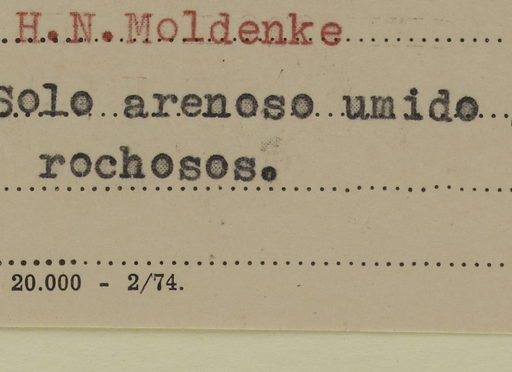 H.N.Moldenke
Solo arenoso umido
rochosos.
20.000 - 2/74.